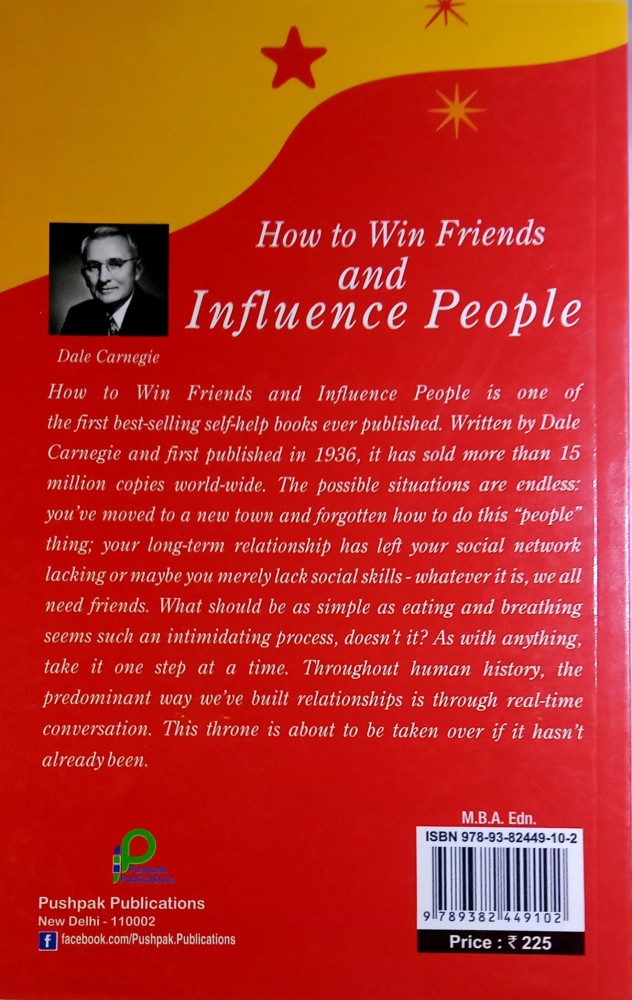 How to Win Friends
and
Influence People
Dale Carnegie
How to Win Friends and Influence People is one of
the first best-selling self-help books ever published. Written by Dale
Carnegie and first published in 1936, it has sold more than 15
million copies world-wide. The possible situations are endless:
you've moved to a new town and forgotten how to do this "people"
thing; your long-term relationship has left your social network
lacking or maybe you merely lack social skills - whatever it is, we all
need friends. What should be as simple as eating and breathing
seems such an intimidating process, doesn't it? As with anything,
take it one step at a time. Throughout human history, the
predominant way we've built relationships is through real-time
conversation. This throne is about to be taken over if it hasn't
already been.
Pushpak
Publications
Pushpak Publications
New Delhi - 110002
f facebook.com/Pushpak.Publications
M.B.A. Edn.
ISBN 978-93-82449-10-2
9 789382 449102
Price : ₹ 225